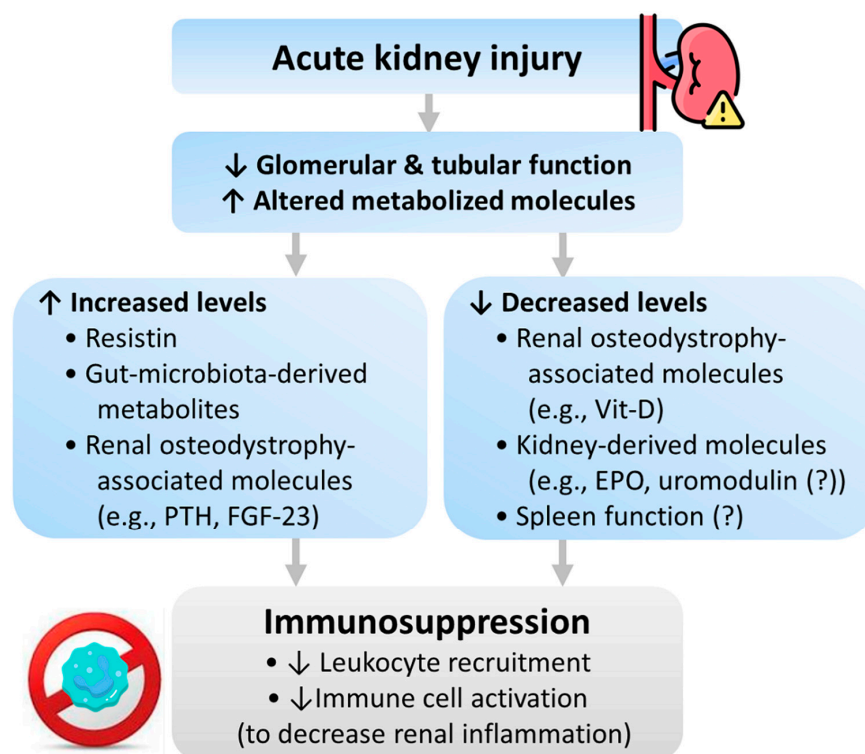 Acute kidney injury
↓ Glomerular & tubular function
↑ Altered metabolized molecules
↑ Increased levels
• Resistin
• Gut-microbiota-derived
metabolites
• Renal osteodystrophy-
associated molecules
(e.g., PTH, FGF-23)
↓ Decreased levels
• Renal osteodystrophy-
associated molecules
(e.g., Vit-D)
• Kidney-derived molecules
(e.g., EPO, uromodulin (?))
• Spleen function (?)
Immunosuppression
• ↓ Leukocyte recruitment
• ↓Immune cell activation
(to decrease renal inflammation)